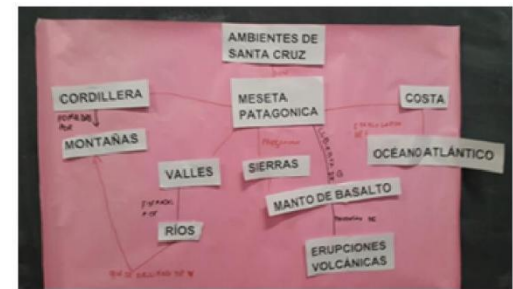 AMBIENTES DE
SANTA CRUZ
CORDILLERA
MESETA
PATAGONICA
COSTA
MONTAÑAS
VALLES
SIERRAS
OCÉANO ATLÁNTICO
MANTO DE BASALTO
RÍOS
ERUPCIONES
VOLCÁNICAS